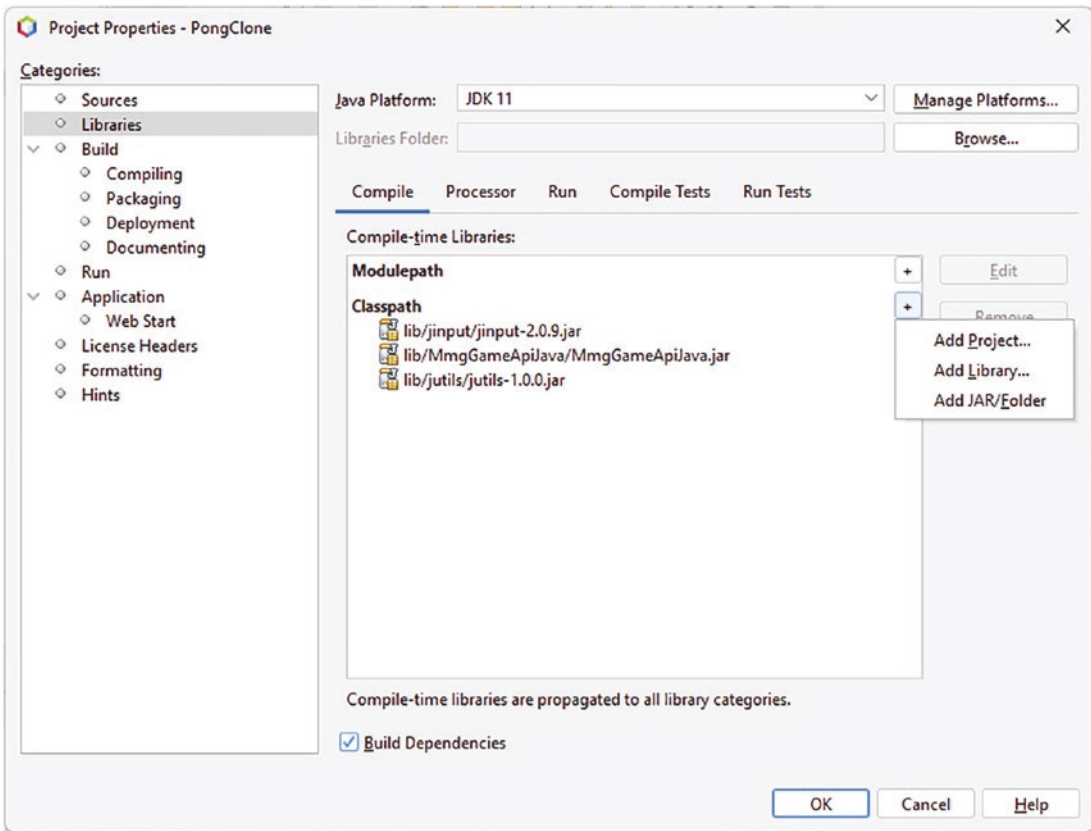 Project Properties - PongClone
Categories:
Sources
Libraries
Build
Compiling
Packaging
Deployment
Documenting
Run
Application
Web Start
License Headers
Formatting
Hints
Java Platform: JDK 11 Manage Platforms...
Libraries Folder: Browse...
Compile Processor Run Compile Tests Run Tests
Compile-time Libraries:
Modulepath + Edit
Classpath + Remove
lib/jinput/jinput-2.0.9.jar
lib/MmgGameApiJava/MmgGameApiJava.jar
lib/jutils/jutils-1.0.0.jar
Add Project...
Add Library...
Add JAR/Folder
Compile-time libraries are propagated to all library categories.
Build Dependencies
OK Cancel Help